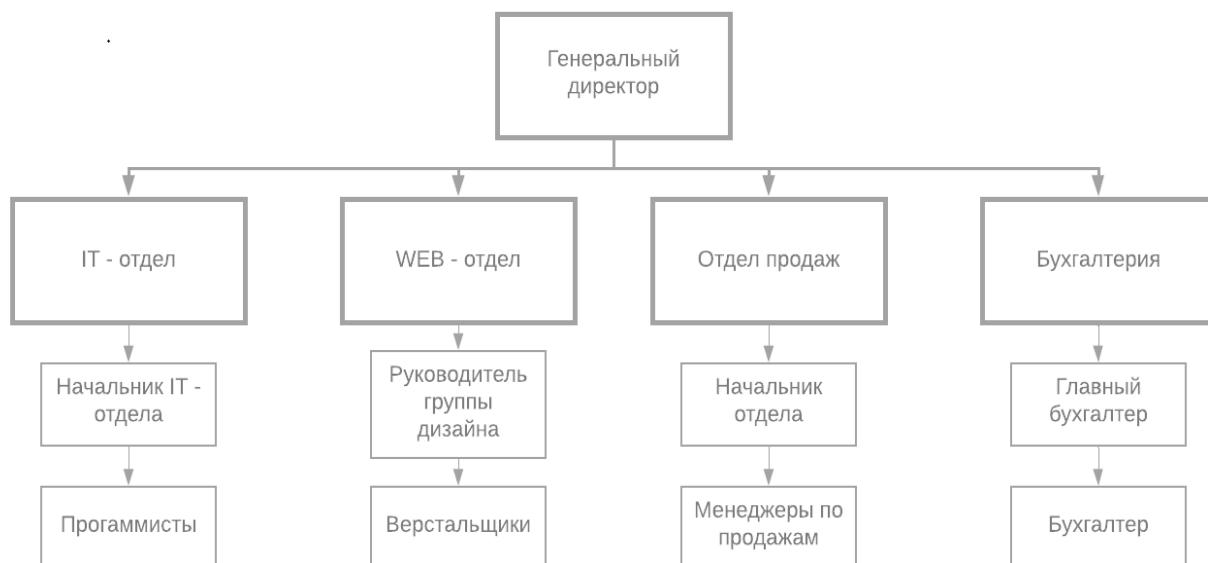 Генеральный
директор
IT - отдел
WEB - отдел
Отдел продаж
Бухгалтерия
Начальник IT -
отдела
Руководитель
группы
дизайна
Начальник
отдела
Главный
бухгалтер
Прогаммисты
Верстальщики
Менеджеры по
продажам
Бухгалтер